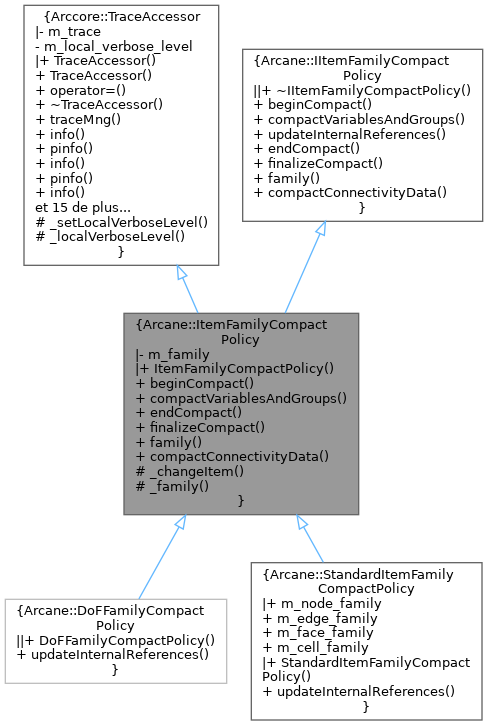 {Arccore::TraceAccessor
|- m_trace
- m_local_verbose_level
|+ TraceAccessor()
+ TraceAccessor()
+ operator=()
+ ~TraceAccessor()
+ traceMng()
+ info()
+ pinfo()
+ info()
+ pinfo()
+ info()
et 15 de plus...
# _setLocalVerboseLevel()
# _localVerboseLevel()
}
{Arcane::IItemFamilyCompact
Policy
||+ ~IItemFamilyCompactPolicy()
+ beginCompact()
+ compactVariablesAndGroups()
+ updateInternalReferences()
+ endCompact()
+ finalizeCompact()
+ family()
+ compactConnectivityData()
}
{Arcane::ItemFamilyCompact
Policy
|- m_family
|+ ItemFamilyCompactPolicy()
+ beginCompact()
+ compactVariablesAndGroups()
+ endCompact()
+ finalizeCompact()
+ family()
+ compactConnectivityData()
# _changeItem()
# _family()
}
{Arcane::DoFFamilyCompact
Policy
||+ DoFFamilyCompactPolicy()
+ updateInternalReferences()
}
{Arcane::StandardItemFamily
CompactPolicy
|+ m_node_family
+ m_edge_family
+ m_face_family
+ m_cell_family
|+ StandardItemFamilyCompact
Policy()
+ updateInternalReferences()
}